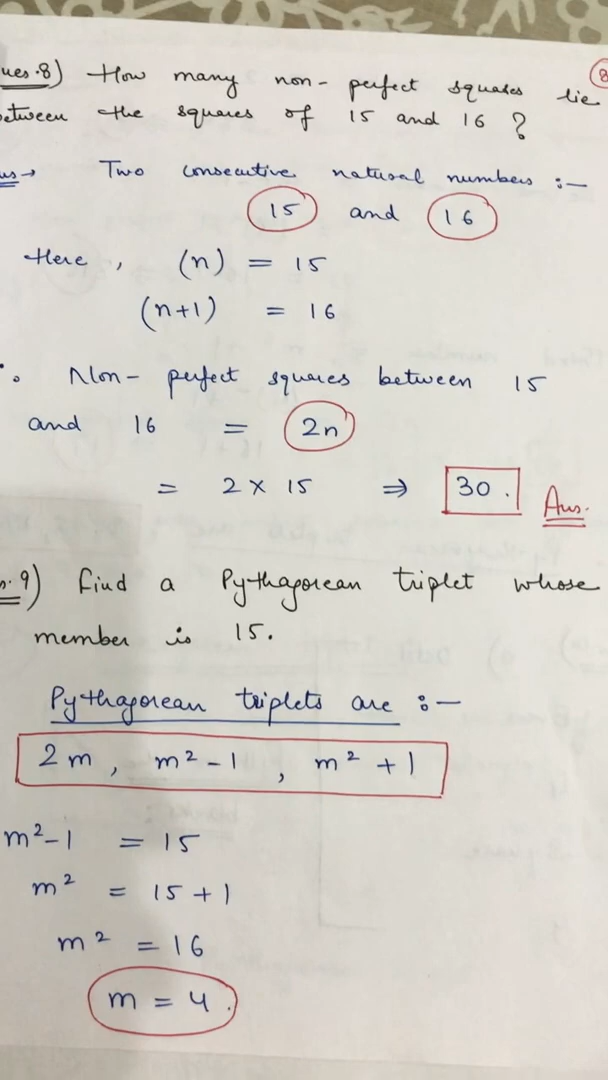 ues.8) How many non-perfect squares lie
between the squares of 15 and 16 ?
Ans → Two consecutive natural numbers :-
15 and 16
Here, (n) = 15
(n+1) = 16
∴ Non-perfect squares between 15
and 16 = 2n
= 2 × 15 ⇒ 30. Ans.
s.9) find a Pythagorean triplet whose
member is 15.
Pythagorean triplets are :-
2m, m²-1, m²+1
m²-1 = 15
m² = 15+1
m² = 16
m = 4.